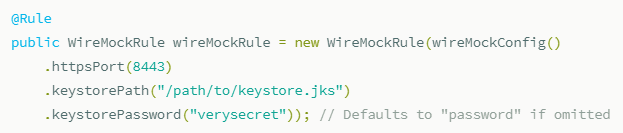 @Rule
public WireMockRule wireMockRule = new WireMockRule(wireMockConfig()
    .httpsPort(8443)
    .keystorePath("/path/to/keystore.jks")
    .keystorePassword("verysecret")); // Defaults to "password" if omitted